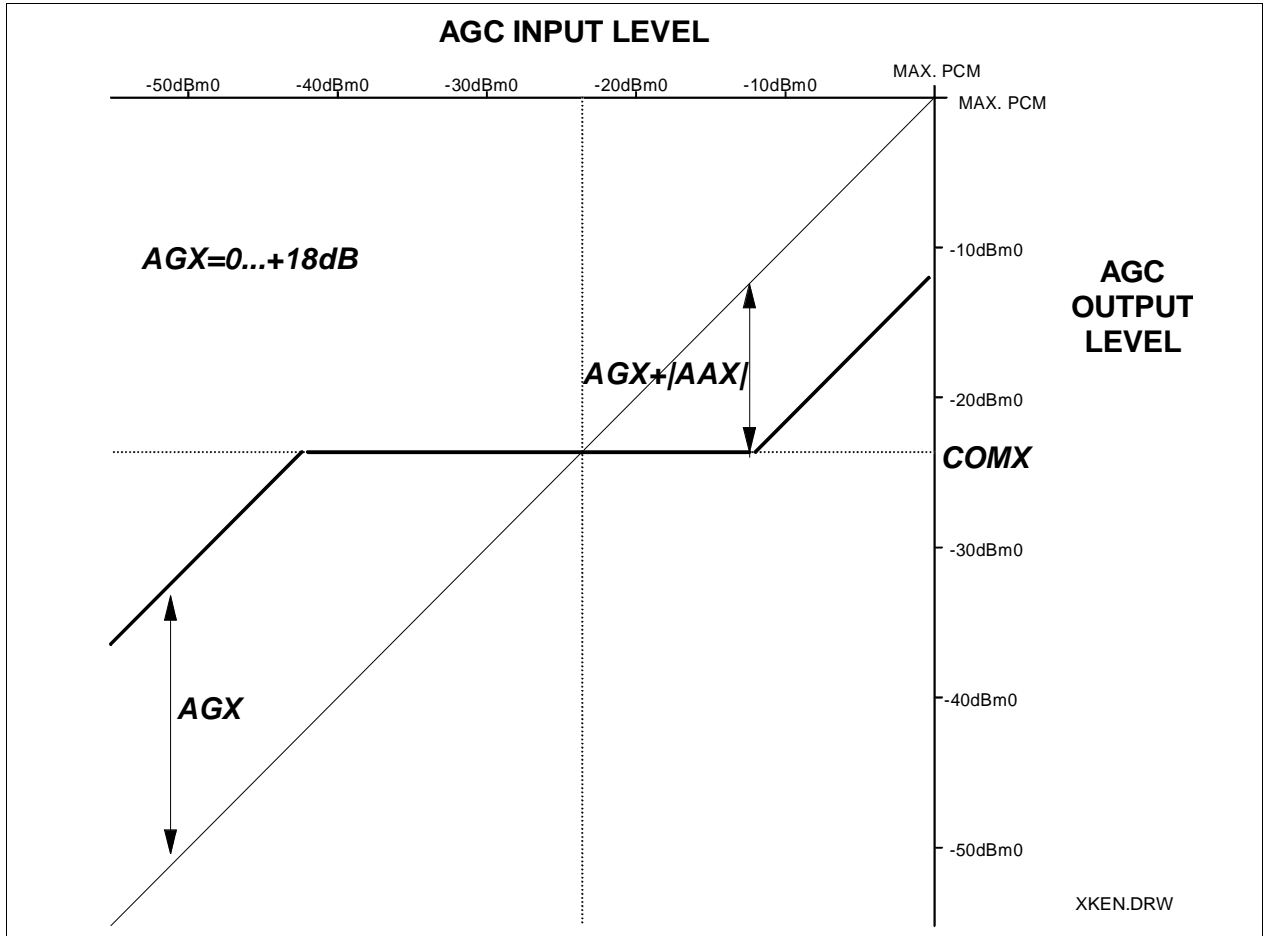 AGC INPUT LEVEL
MAX. PCM
-50dBm0 -40dBm0 -30dBm0 -20dBm0 -10dBm0
MAX. PCM
AGX=0...+18dB
-10dBm0
AGC
OUTPUT
LEVEL
AGX+|AAX|
-20dBm0
COMX
-30dBm0
AGX
-40dBm0
-50dBm0
XKEN.DRW